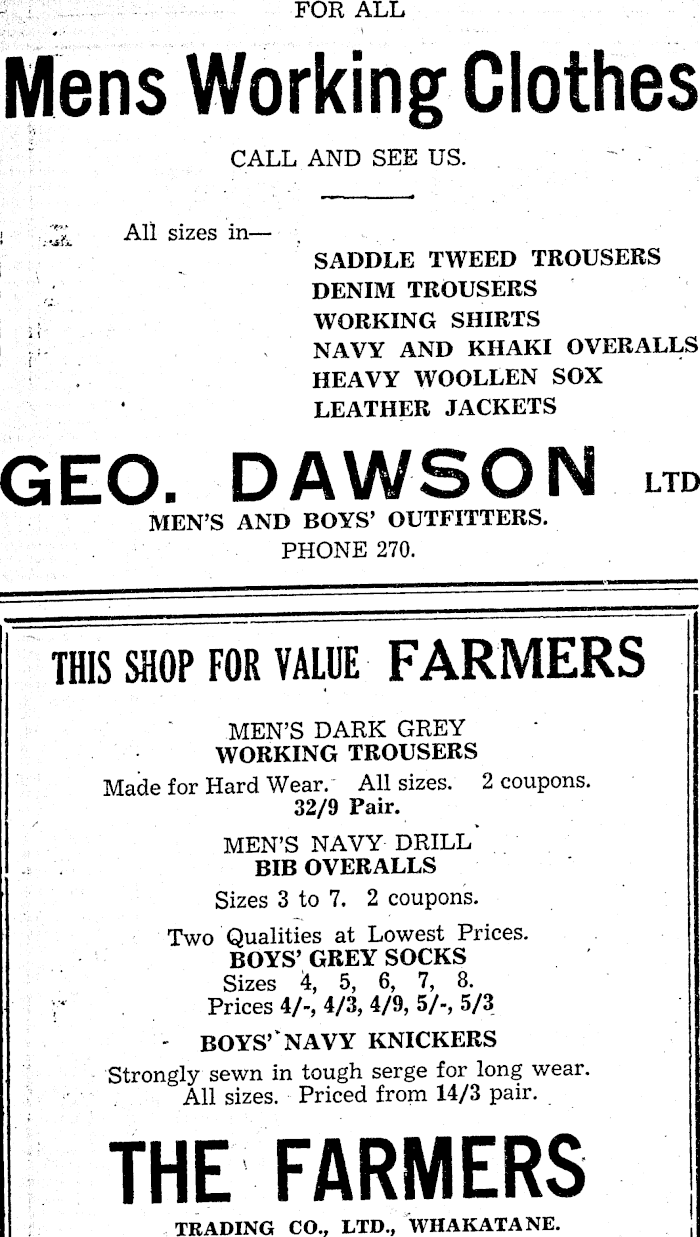 FOR ALL
Mens Working Clothes
CALL AND SEE US.
All sizes in—
SADDLE TWEED TROUSERS
DENIM TROUSERS
WORKING SHIRTS
NAVY AND KHAKI OVERALLS
HEAVY WOOLLEN SOX
LEATHER JACKETS
GEO. DAWSON LTD
MEN'S AND BOYS' OUTFITTERS.
PHONE 270.
THIS SHOP FOR VALUE FARMERS
MEN'S DARK GREY
WORKING TROUSERS
Made for Hard Wear. All sizes. 2 coupons.
32/9 Pair.
MEN'S NAVY DRILL
BIB OVERALLS
Sizes 3 to 7. 2 coupons.
Two Qualities at Lowest Prices.
BOYS' GREY SOCKS
Sizes 4, 5, 6, 7, 8.
Prices 4/-, 4/3, 4/9, 5/-, 5/3
BOYS' NAVY KNICKERS
Strongly sewn in tough serge for long wear.
All sizes. Priced from 14/3 pair.
THE FARMERS
TRADING CO., LTD., WHAKATANE.